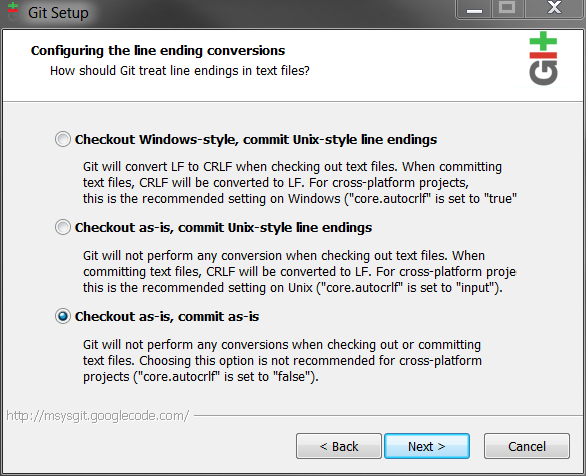 Git Setup
Configuring the line ending conversions
How should Git treat line endings in text files?
GIT
Checkout Windows-style, commit Unix-style line endings
Git will convert LF to CRLF when checking out text files. When committing
text files, CRLF will be converted to LF. For cross-platform projects,
this is the recommended setting on Windows ("core.autocrlf" is set to "true"
Checkout as-is, commit Unix-style line endings
Git will not perform any conversion when checking out text files. When
committing text files, CRLF will be converted to LF. For cross-platform proje
this is the recommended setting on Unix ("core.autocrlf" is set to "input").
Checkout as-is, commit as-is
Git will not perform any conversions when checking out or committing
text files. Choosing this option is not recommended for cross-platform
projects ("core.autocrlf" is set to "false").
http://msysgit.googlecode.com/
< Back
Next >
Cancel